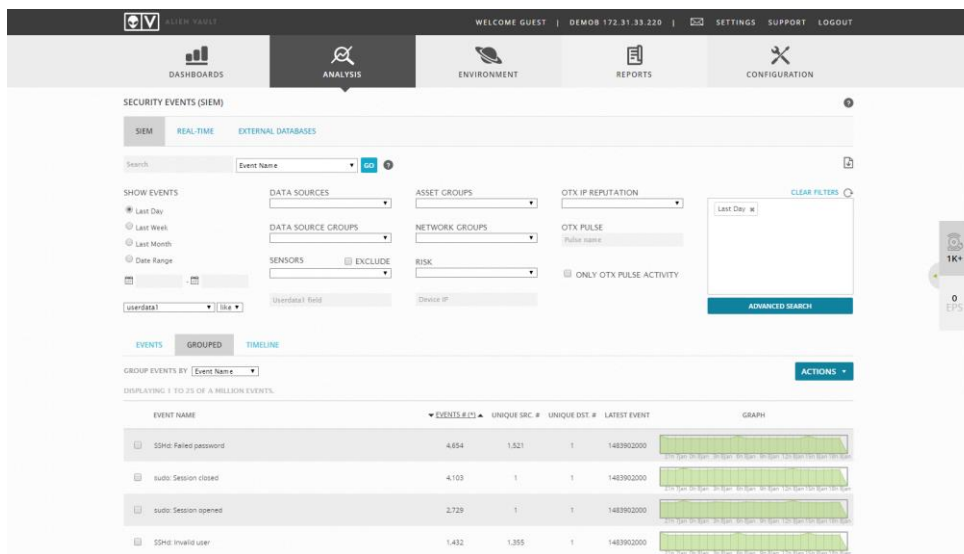 ALIEN VAULT
WELCOME GUEST | DEMO8 172.31.33.220 | SETTINGS SUPPORT LOGOUT
DASHBOARDS ANALYSIS ENVIRONMENT REPORTS CONFIGURATION
SECURITY EVENTS (SIEM)
SIEM REAL-TIME EXTERNAL DATABASES
Search Event Name GO
SHOW EVENTS DATA SOURCES ASSET GROUPS OTX IP REPUTATION CLEAR FILTERS
Last Day
Last Day
Last Week DATA SOURCE GROUPS NETWORK GROUPS OTX PULSE
Pulse name
Last Month
Date Range SENSORS EXCLUDE RISK
ONLY OTX PULSE ACTIVITY
-
userdata1 like Userdata1 field Device IP ADVANCED SEARCH
1K+
0
EPS
EVENTS GROUPED TIMELINE
GROUP EVENTS BY Event Name ACTIONS
DISPLAYING 1 TO 25 OF A MILLION EVENTS.
EVENT NAME EVENTS # (*) UNIQUE SRC. # UNIQUE DST. # LATEST EVENT GRAPH
SSHd: Failed password 4,654 1,521 1 1483902000
sudo: Session closed 4,103 1 1 1483902000
sudo: Session opened 2,729 1 1 1483902000
SSHd: Invalid user 1,432 1,355 1 1483902000